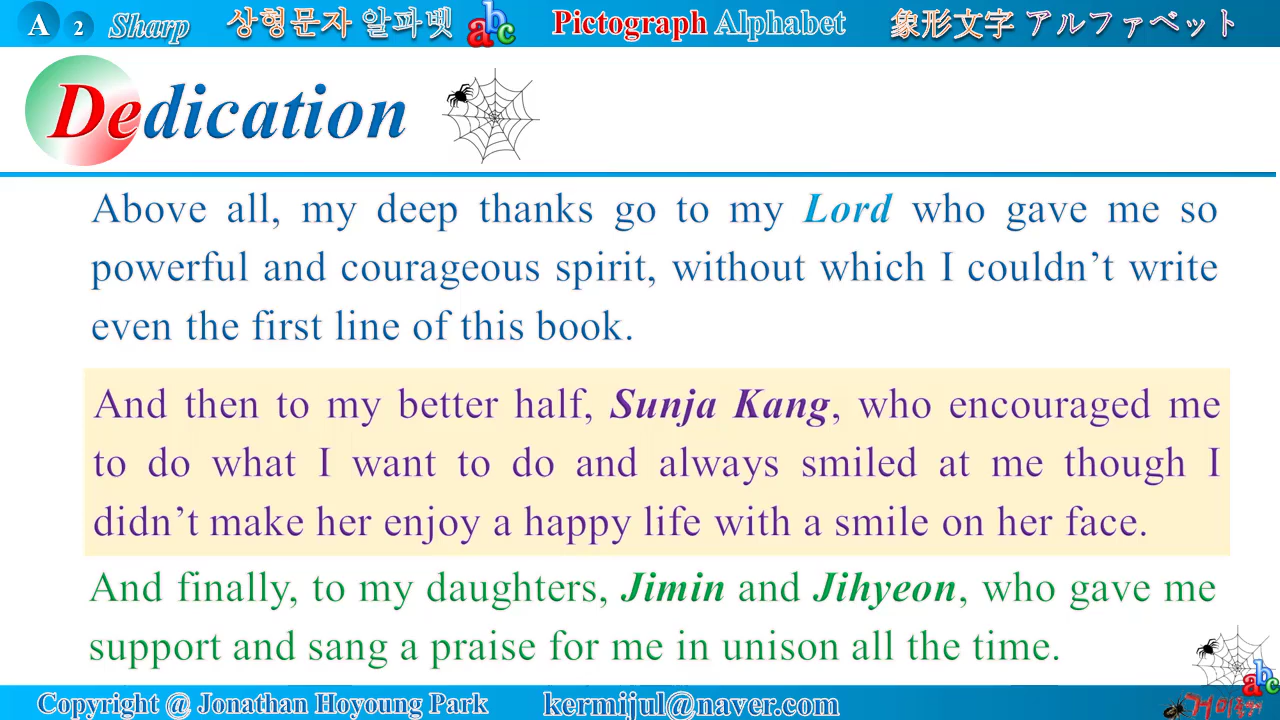 A 2 Sharp 상형문자 알파벳 abc Pictograph Alphabet 象形文字 アルファベット
Dedication
Above all, my deep thanks go to my Lord who gave me so
powerful and courageous spirit, without which I couldn't write
even the first line of this book.
And then to my better half, Sunja Kang, who encouraged me
to do what I want to do and always smiled at me though I
didn't make her enjoy a happy life with a smile on her face.
And finally, to my daughters, Jimin and Jihyeon, who gave me
support and sang a praise for me in unison all the time.
abc
Copyright @ Jonathan Hoyoung Park kermijul@naver.com